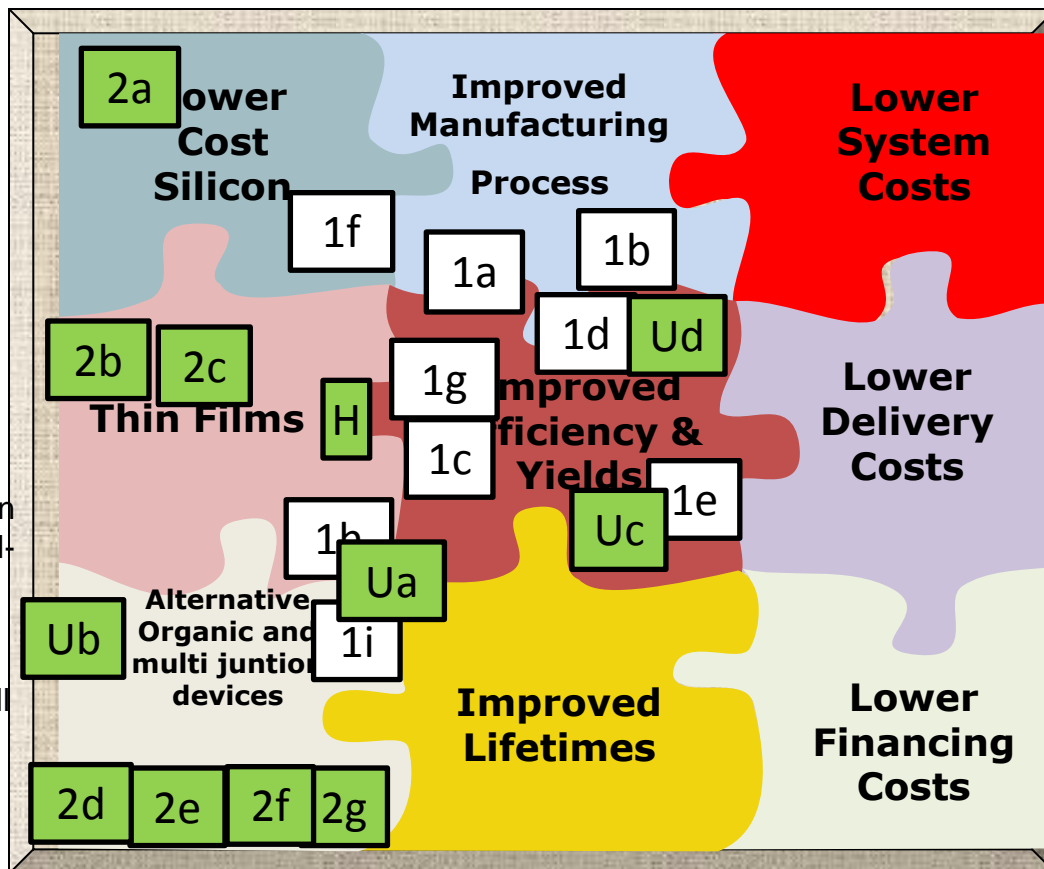 2a
ower
Cost
Silicon
Improved
Manufacturing
Process
Lower
System
Costs
1f
1a
1b
1d
Ud
2b
2c
Thin Films
H
1g
1c
mproved
fficiency &
Yields
1e
Uc
Lower
Delivery
Costs
n
l-
1h
Ua
Ub
Alternative
Organic and
multi juntion
devices
1i
ll
Improved
Lifetimes
Lower
Financing
Costs
2d
2e
2f
2g